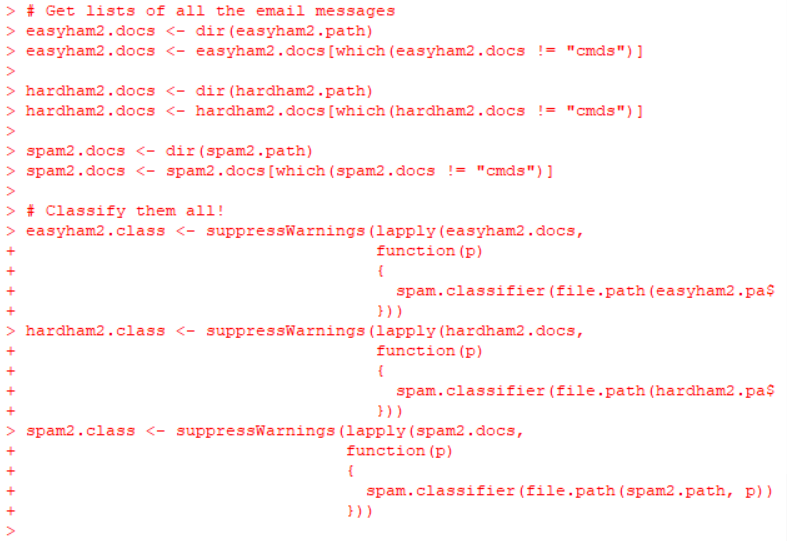 > # Get lists of all the email messages
> easyham2.docs <- dir(easyham2.path)
> easyham2.docs <- easyham2.docs[which(easyham2.docs != "cmds")]
>
> hardham2.docs <- dir(hardham2.path)
> hardham2.docs <- hardham2.docs[which(hardham2.docs != "cmds")]
>
> spam2.docs <- dir(spam2.path)
> spam2.docs <- spam2.docs[which(spam2.docs != "cmds")]
>
> # Classify them all!
> easyham2.class <- suppressWarnings(lapply(easyham2.docs,
+                                   function(p)
+                                   {
+                                     spam.classifier(file.path(easyham2.pa$
+                                   }))
> hardham2.class <- suppressWarnings(lapply(hardham2.docs,
+                                   function(p)
+                                   {
+                                     spam.classifier(file.path(hardham2.pa$
+                                   }))
> spam2.class <- suppressWarnings(lapply(spam2.docs,
+                                function(p)
+                                {
+                                  spam.classifier(file.path(spam2.path, p))
+                                }))
>